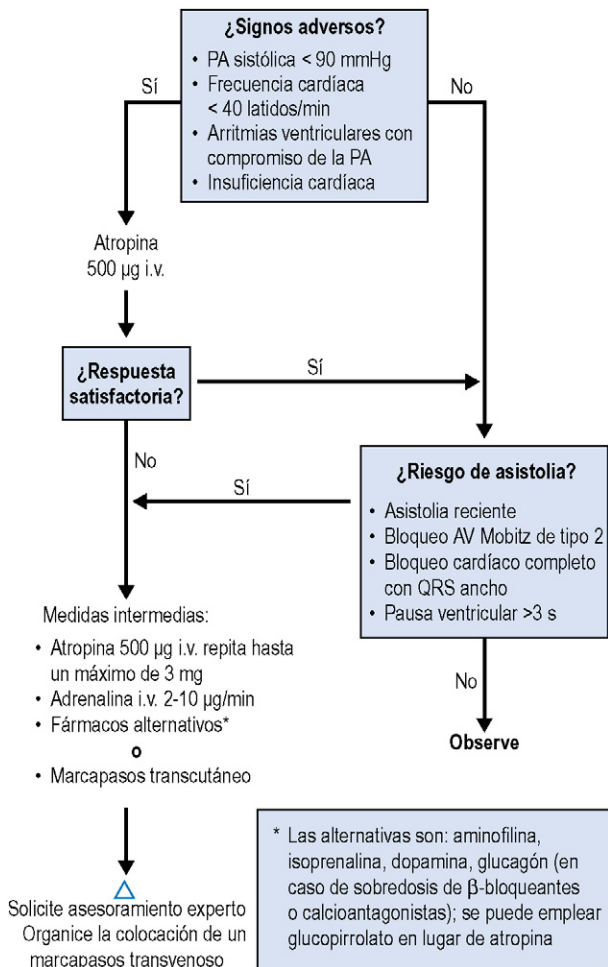 ¿Signos adversos?
• PA sistólica < 90 mmHg
• Frecuencia cardíaca
< 40 latidos/min
• Arritmias ventriculares con
compromiso de la PA
• Insuficiencia cardíaca
Sí
No
Atropina
500 µg i.v.
¿Respuesta
satisfactoria?
Sí
No
¿Riesgo de asistolia?
• Asistolia reciente
• Bloqueo AV Mobitz de tipo 2
• Bloqueo cardíaco completo
con QRS ancho
• Pausa ventricular >3 s
Sí
No
Observe
Medidas intermedias:
• Atropina 500 µg i.v. repita hasta
un máximo de 3 mg
• Adrenalina i.v. 2-10 µg/min
• Fármacos alternativos*
o
• Marcapasos transcutáneo
Solicite asesoramiento experto
Organice la colocación de un
marcapasos transvenoso
* Las alternativas son: aminofilina,
isoprenalina, dopamina, glucagón (en
caso de sobredosis de β-bloqueantes
o calcioantagonistas); se puede emplear
glucopirrolato en lugar de atropina